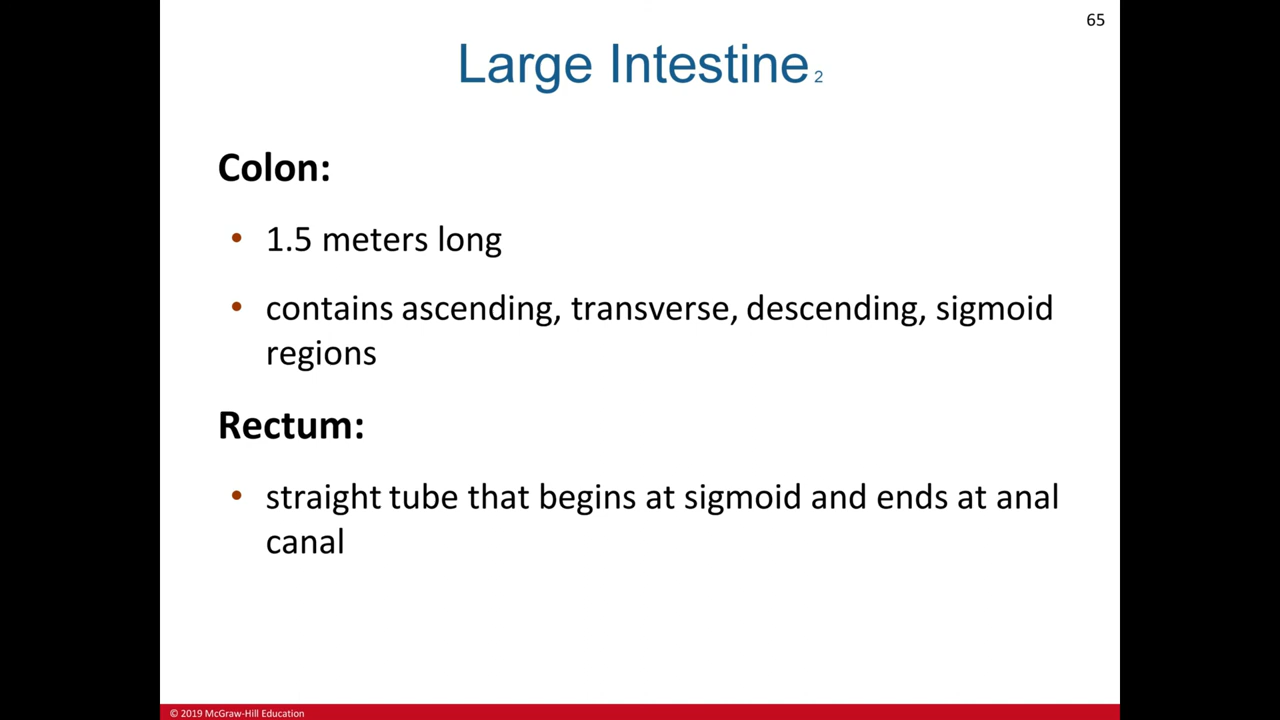 65
Large Intestine 2
Colon:
• 1.5 meters long
• contains ascending, transverse, descending, sigmoid
regions
Rectum:
• straight tube that begins at sigmoid and ends at anal
canal
© 2019 McGraw-Hill Education